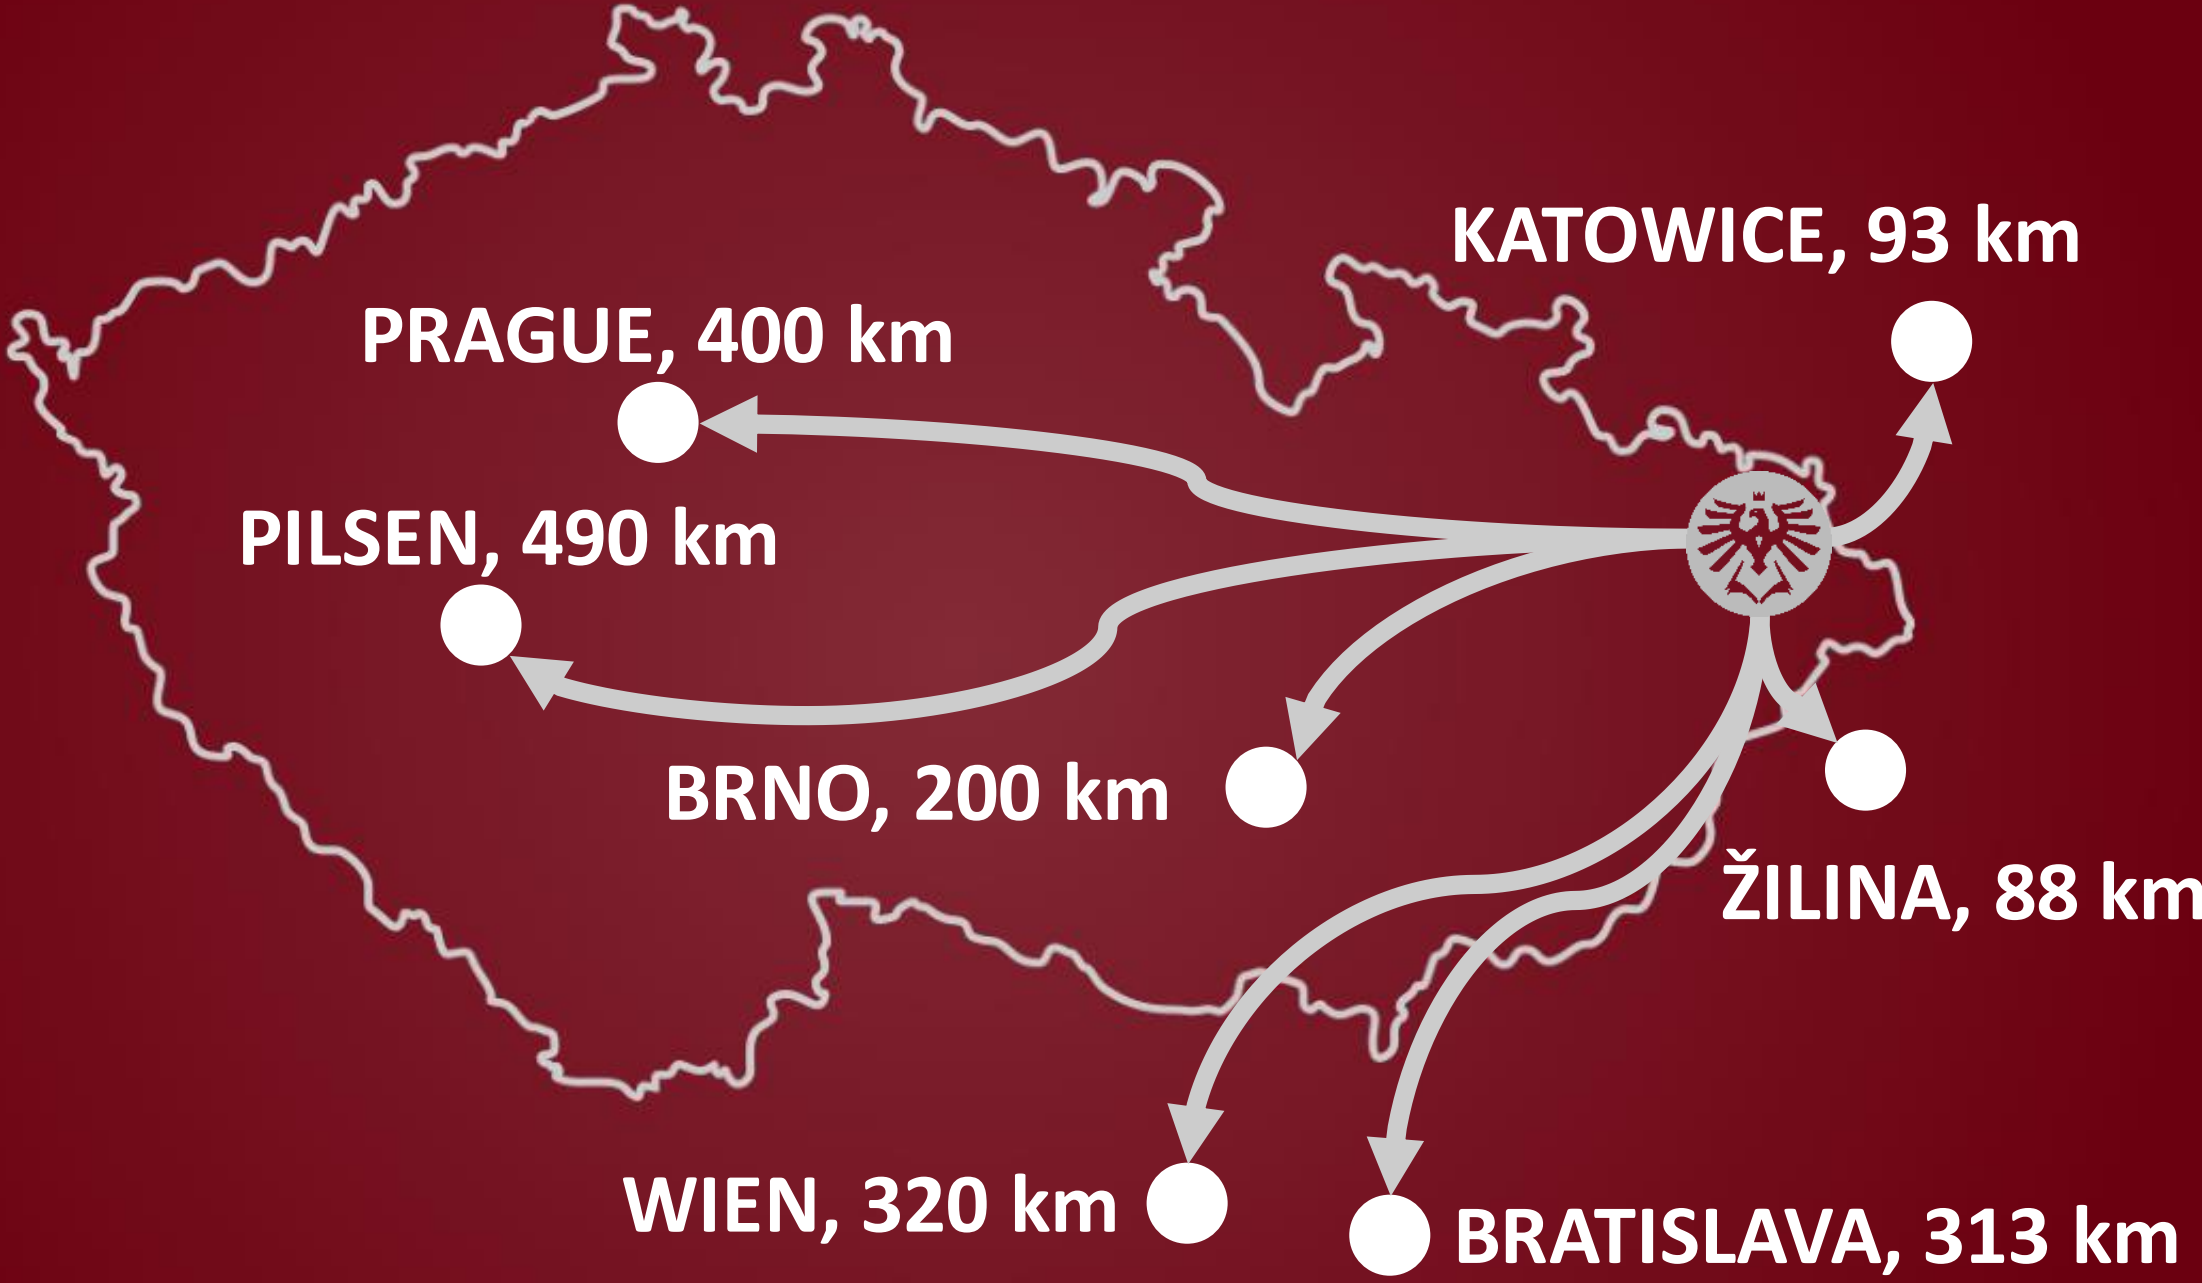 KATOWICE, 93 km
PRAGUE, 400 km
PILSEN, 490 km
BRNO, 200 km
ŽILINA, 88 km
WIEN, 320 km
BRATISLAVA, 313 km